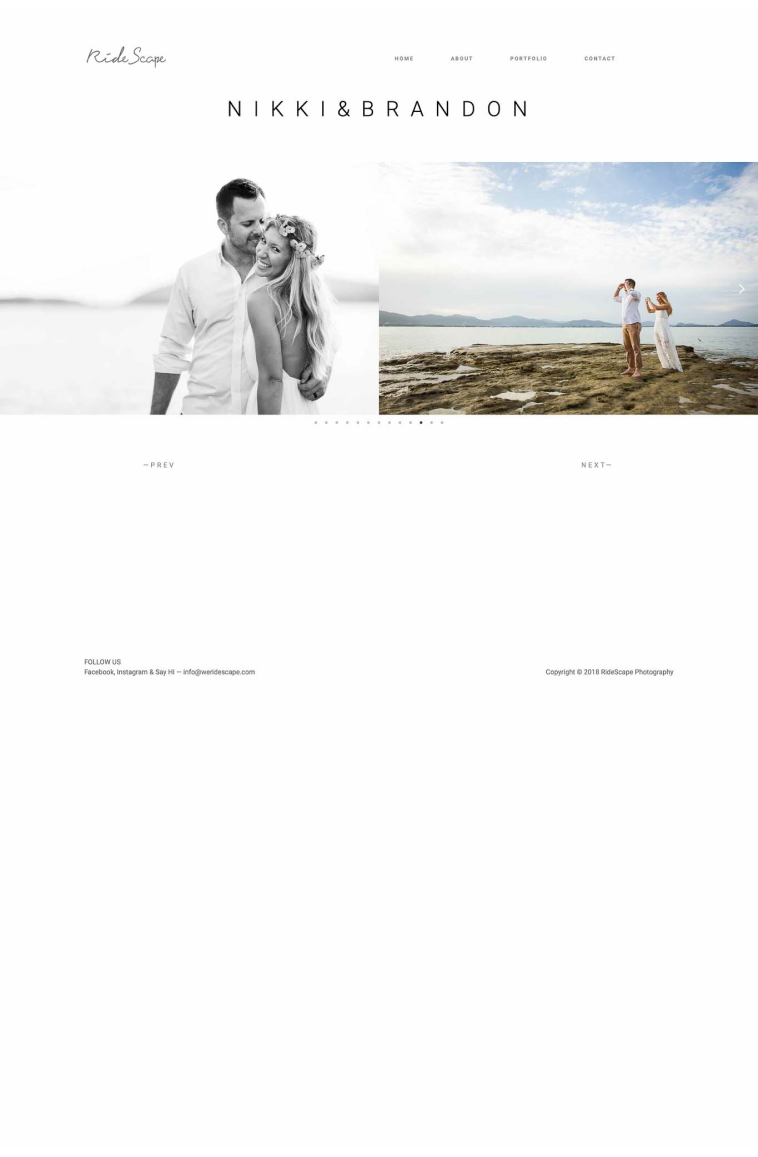 RideScape
HOME ABOUT PORTFOLIO CONTACT
NIKKI&BRANDON
—PREV NEXT—
FOLLOW US
Facebook, Instagram & Say Hi — info@weridescape.com
Copyright © 2018 RideScape Photography